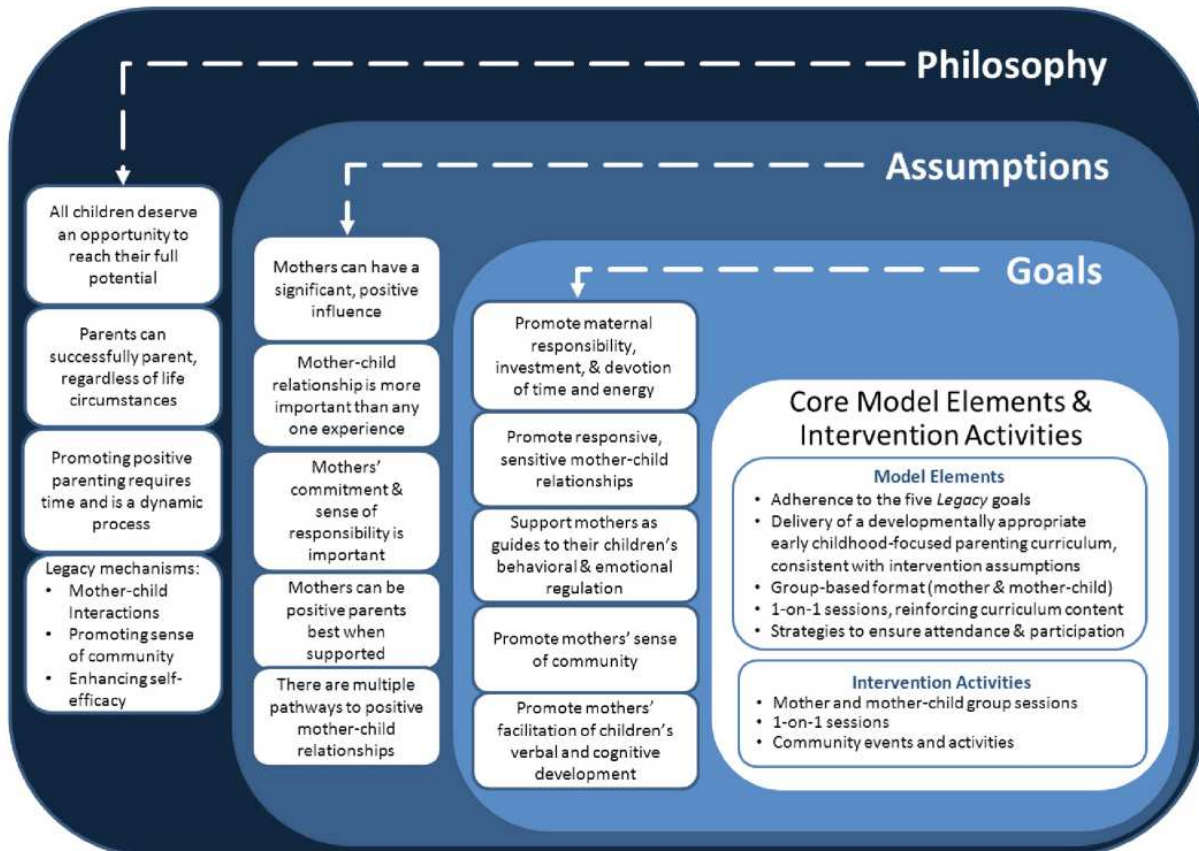 Philosophy
All children deserve
an opportunity to
reach their full
potential
Parents can
successfully parent,
regardless of life
circumstances
Promoting positive
parenting requires
time and is a dynamic
process
Legacy mechanisms:
• Mother-child
Interactions
• Promoting sense
of community
• Enhancing self-
efficacy
Assumptions
Mothers can have a
significant, positive
influence
Mother-child
relationship is more
important than any
one experience
Mothers'
commitment &
sense of
responsibility is
important
Mothers can be
positive parents
best when
supported
There are multiple
pathways to positive
mother-child
relationships
Goals
Promote maternal
responsibility,
investment, & devotion
of time and energy
Promote responsive,
sensitive mother-child
relationships
Support mothers as
guides to their children's
behavioral & emotional
regulation
Promote mothers' sense
of community
Promote mothers'
facilitation of children's
verbal and cognitive
development
Core Model Elements &
Intervention Activities
Model Elements
• Adherence to the five Legacy goals
• Delivery of a developmentally appropriate
early childhood-focused parenting curriculum,
consistent with intervention assumptions
• Group-based format (mother & mother-child)
• 1-on-1 sessions, reinforcing curriculum content
• Strategies to ensure attendance & participation
Intervention Activities
• Mother and mother-child group sessions
• 1-on-1 sessions
• Community events and activities